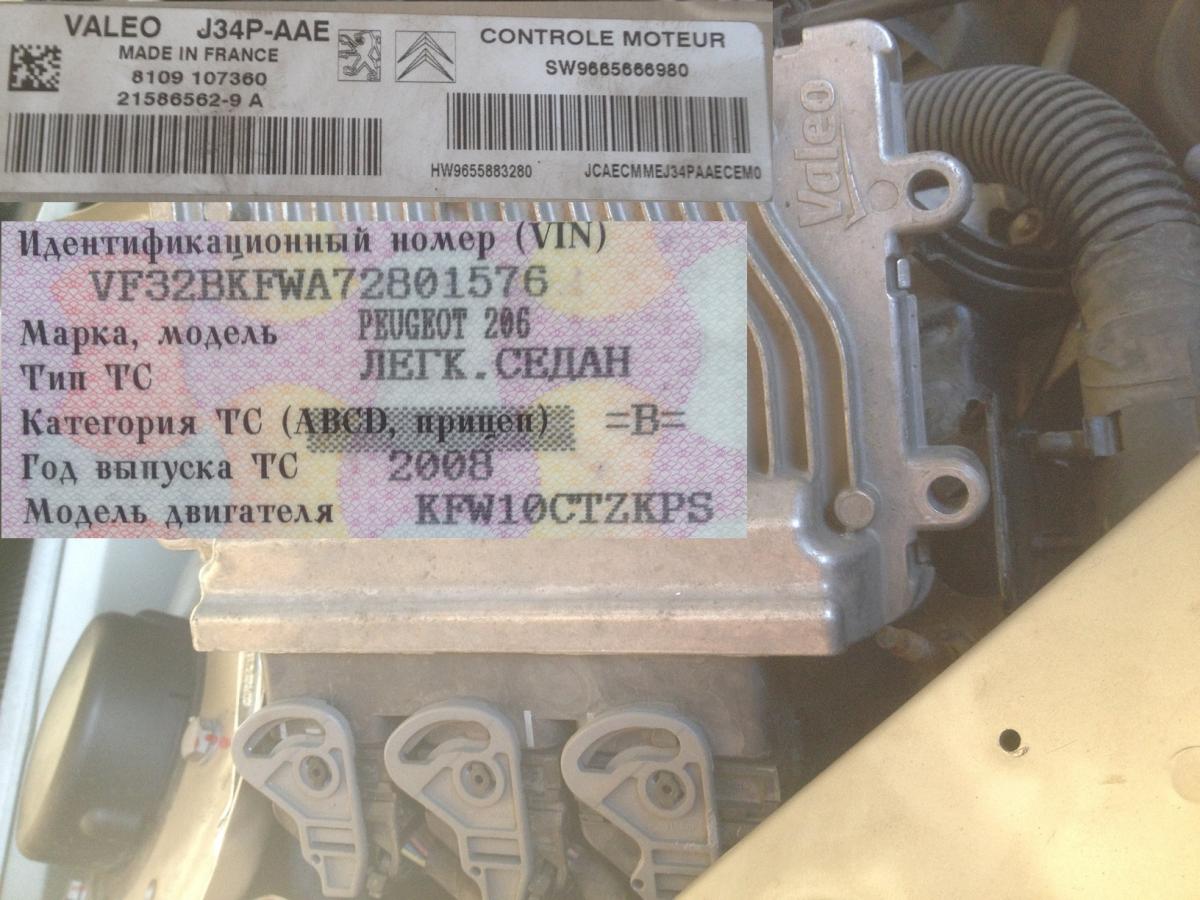 VALEO J34P-AAE
MADE IN FRANCE
8109 107360
21586562-9 A
CONTROLE MOTEUR
SW9665666980
HW9655883280 JCAECMMEJ34PAAECEM0
Valeo
Идентификационный номер (VIN)
VF32BKFWA72801576
Марка, модель PEUGEOT 206
Тип ТС ЛЕГК.СЕДАН
Категория ТС (ABCD, прицеп) =B=
Год выпуска ТС 2008
Модель двигателя KFW10CTZKPS